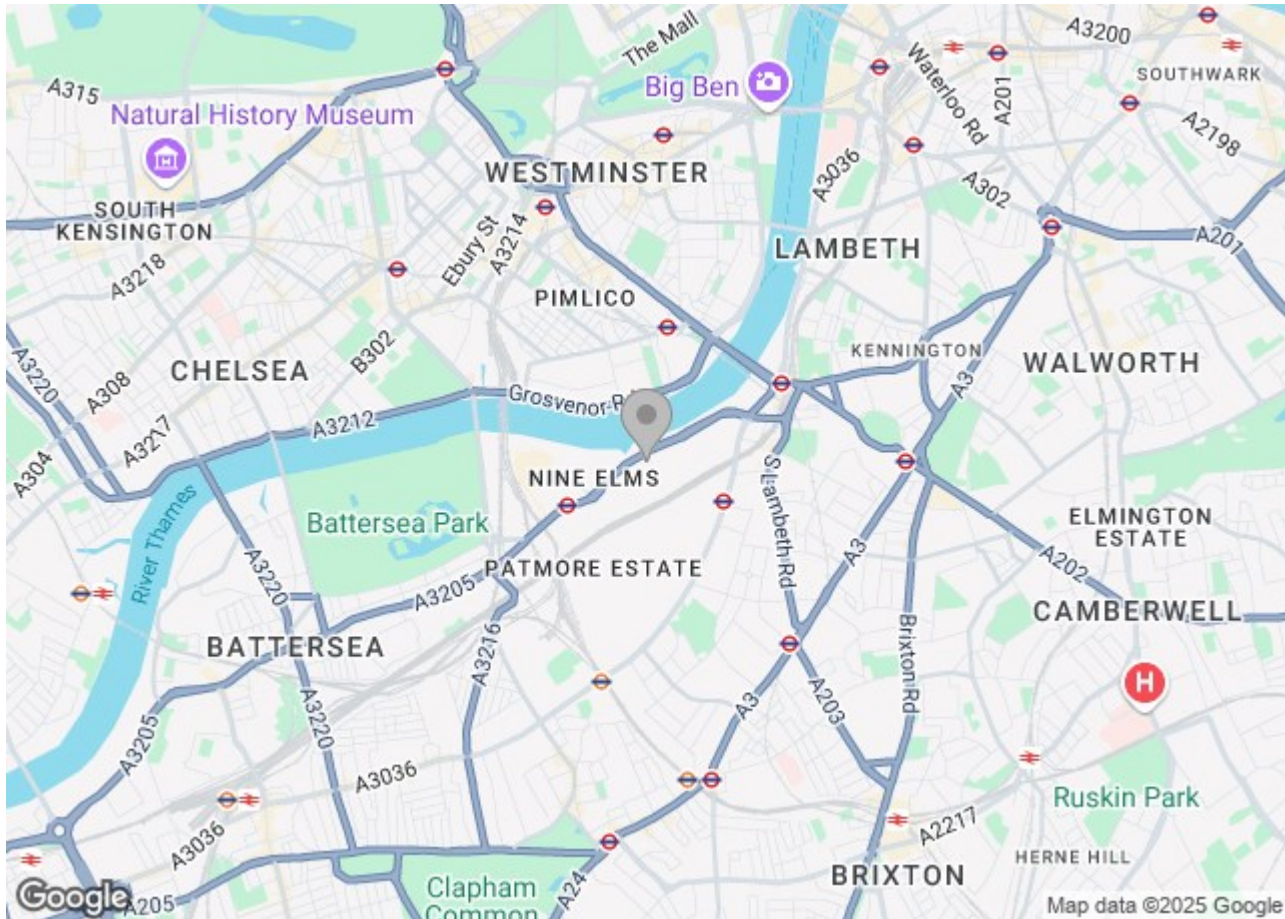 The Mall
A3200
A315
Natural History Museum
Big Ben
Waterloo Rd
A201
SOUTHWARK
A2198
WESTMINSTER
A3036
A302
SOUTH
KENSINGTON
Ebury St
A3214
LAMBETH
A201
A3218
PIMLICO
B302
KENNINGTON
WALWORTH
A3220
A308
CHELSEA
A3
A3217
A3212
Grosvenor R
A304
NINE ELMS
S Lambeth Rd
River Thames
Battersea Park
ELMINGTON
ESTATE
A3
A202
PATMORE ESTATE
A3220
A3205
CAMBERWELL
BATTERSEA
A3216
Brixton Rd
H
A3
A203
A3205
A3220
A3036
Ruskin Park
A3036
A2217
HERNE HILL
BRIXTON
Clapham
Common
A24
A205
Google
Map data ©2025 Google